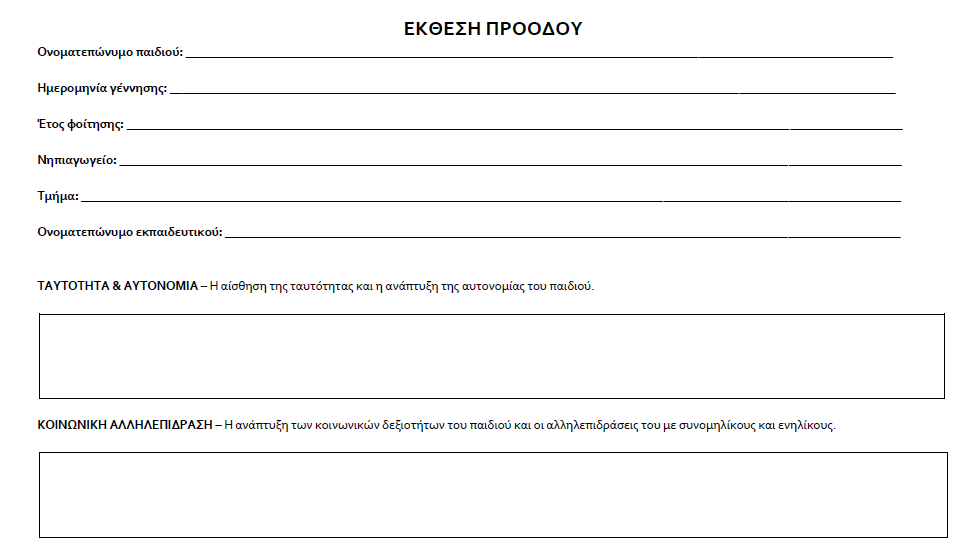 ΕΚΘΕΣΗ ΠΡΟΟΔΟΥ
Ονοματεπώνυμο παιδιού:
Ημερομηνία γέννησης:
Έτος φοίτησης:
Νηπιαγωγείο:
Τμήμα:
Ονοματεπώνυμο εκπαιδευτικού:
ΤΑΥΤΟΤΗΤΑ & ΑΥΤΟΝΟΜΙΑ – Η αίσθηση της ταυτότητας και η ανάπτυξη της αυτονομίας του παιδιού.
ΚΟΙΝΩΝΙΚΗ ΑΛΛΗΛΕΠΙΔΡΑΣΗ – Η ανάπτυξη των κοινωνικών δεξιοτήτων του παιδιού και οι αλληλεπιδράσεις του με συνομηλίκους και ενηλίκους.